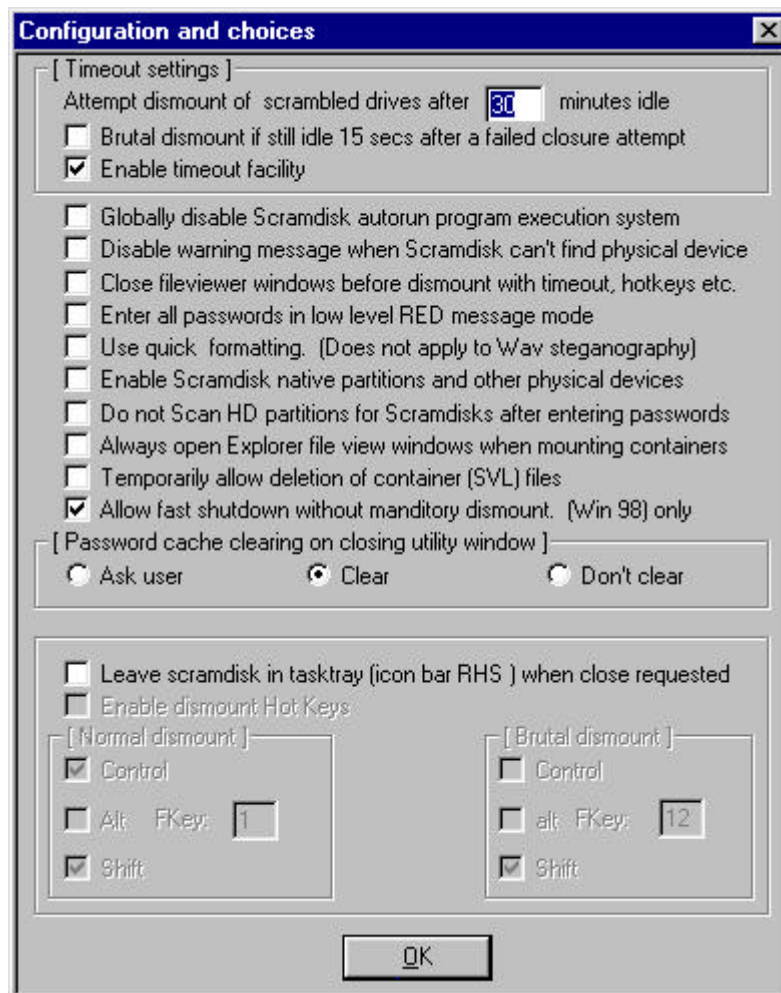 Configuration and choices
[ Timeout settings ]
Attempt dismount of scrambled drives after 30 minutes idle
Brutal dismount if still idle 15 secs after a failed closure attempt
Enable timeout facility
Globally disable Scramdisk autorun program execution system
Disable warning message when Scramdisk can't find physical device
Close fileviewer windows before dismount with timeout, hotkeys etc.
Enter all passwords in low level RED message mode
Use quick formatting. (Does not apply to Wav steganography)
Enable Scramdisk native partitions and other physical devices
Do not Scan HD partitions for Scramdisks after entering passwords
Always open Explorer file view windows when mounting containers
Temporarily allow deletion of container (SVL) files
Allow fast shutdown without manditory dismount. (Win 98) only
[ Password cache clearing on closing utility window ]
Ask user Clear Don't clear
Leave scramdisk in tasktray (icon bar RHS ) when close requested
Enable dismount Hot Keys
[ Normal dismount ] [ Brutal dismount ]
Control Control
Alt FKey: 1 alt FKey: 12
Shift Shift
OK